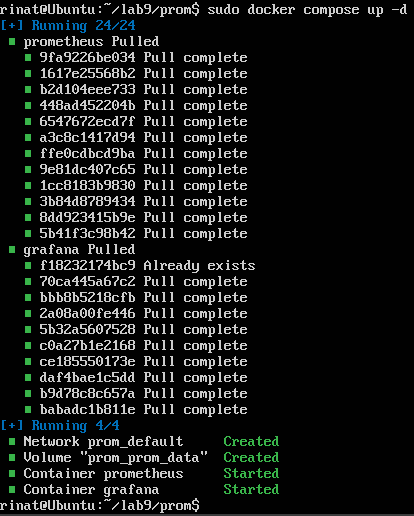 rinat@Ubuntu:~/lab9/prom$ sudo docker compose up -d
[+] Running 24/24
prometheus Pulled
9fa9226be034 Pull complete
1617e25568b2 Pull complete
b2d104eee733 Pull complete
448ad452204b Pull complete
6547672ecd7f Pull complete
a3c8c1417d94 Pull complete
ffe0cdbcd9ba Pull complete
9e81dc407c65 Pull complete
1cc8183b9830 Pull complete
3b84d8789434 Pull complete
8dd923415b9e Pull complete
5b41f3c98b42 Pull complete
grafana Pulled
f18232174bc9 Already exists
70ca445a67c2 Pull complete
bbb8b5218cfb Pull complete
2a08a00fe446 Pull complete
5b32a5607528 Pull complete
c0a27b1e2168 Pull complete
ce185550173e Pull complete
daf4bae1c5dd Pull complete
b9d78c8c657a Pull complete
babadc1b811e Pull complete
[+] Running 4/4
Network prom_default Created
Volume "prom_prom_data" Created
Container prometheus Started
Container grafana Started
rinat@Ubuntu:~/lab9/prom$